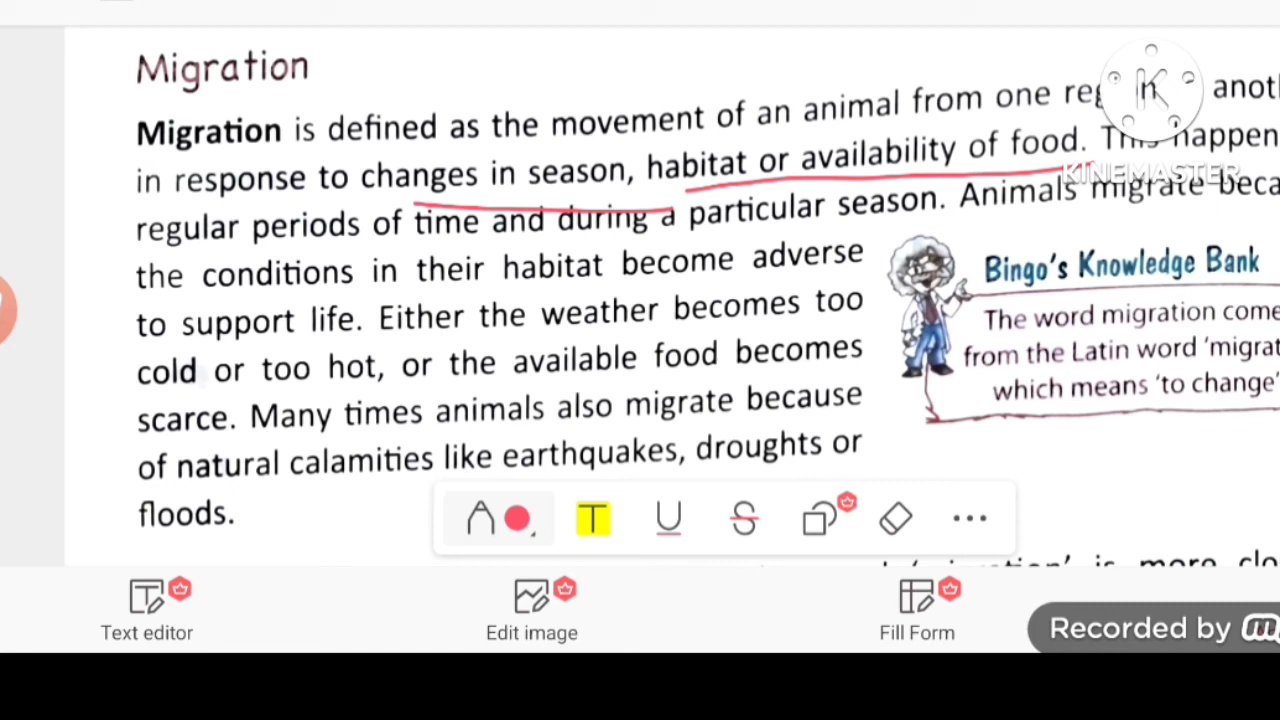 Migration
Migration is defined as the movement of an animal from one
in response to changes in season, habitat or availability of food. This happen
regular periods of time and during a particular season. Animals migrate
the conditions in their habitat become adverse
to support life. Either the weather becomes too
cold or too hot, or the available food becomes
scarce. Many times animals also migrate because
of natural calamities like earthquakes, droughts or
floods.
Bingo's Knowledge Bank
The word migration come
from the Latin word 'migrat
which means 'to change'
K
KINEMASTER
T U S
is more
Text editor
Edit image
Fill Form
Recorded by